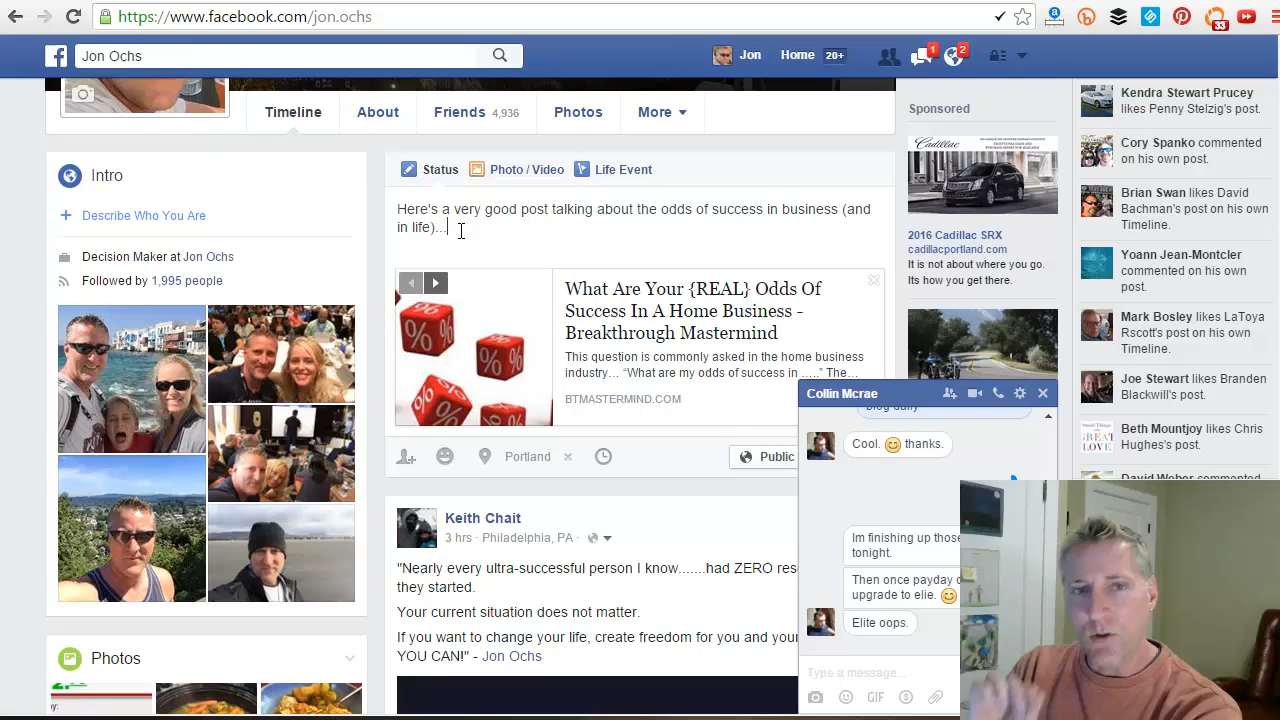 https://www.facebook.com/jon.ochs
33
Jon Ochs
Jon
Home 20+
1
2
Timeline
About
Friends 4,936
Photos
More
Intro
Describe Who You Are
Decision Maker at Jon Ochs
Followed by 1,995 people
Photos
Status
Photo / Video
Life Event
Here's a very good post talking about the odds of success in business (and
in life)...
What Are Your {REAL} Odds Of
Success In A Home Business -
Breakthrough Mastermind
This question is commonly asked in the home business
industry… “What are my odds of success in …..” The…
BTMASTERMIND.COM
Portland
Public
Keith Chait
3 hrs · Philadelphia, PA ·
"Nearly every ultra-successful person I know.......had ZERO
they started.
Your current situation does not matter.
If you want to change your life, create freedom for you and your
YOU CAN!" - Jon Ochs
Sponsored
Cadillac
2016 Cadillac SRX
cadillacportland.com
It is not about where you go.
Its how you get there.
Collin Mcrae
blog daily
Cool. 😊 thanks.
Im finishing up those
tonight.
Then once payday
upgrade to elie. 😊
Elite oops.
Type a message...
GIF
Kendra Stewart Prucey
likes Penny Stelzig's post.
Cory Spanko commented
on his own post.
Brian Swan likes David
Bachman's post on his
Timeline.
Yoann Jean-Montcler
commented on his own
post.
Mark Bosley likes LaToya
Rscott's post on his own
Timeline.
Joe Stewart likes Branden
Blackwill's post.
Beth Mountjoy likes Chris
Hughes's post.
David Weber commented